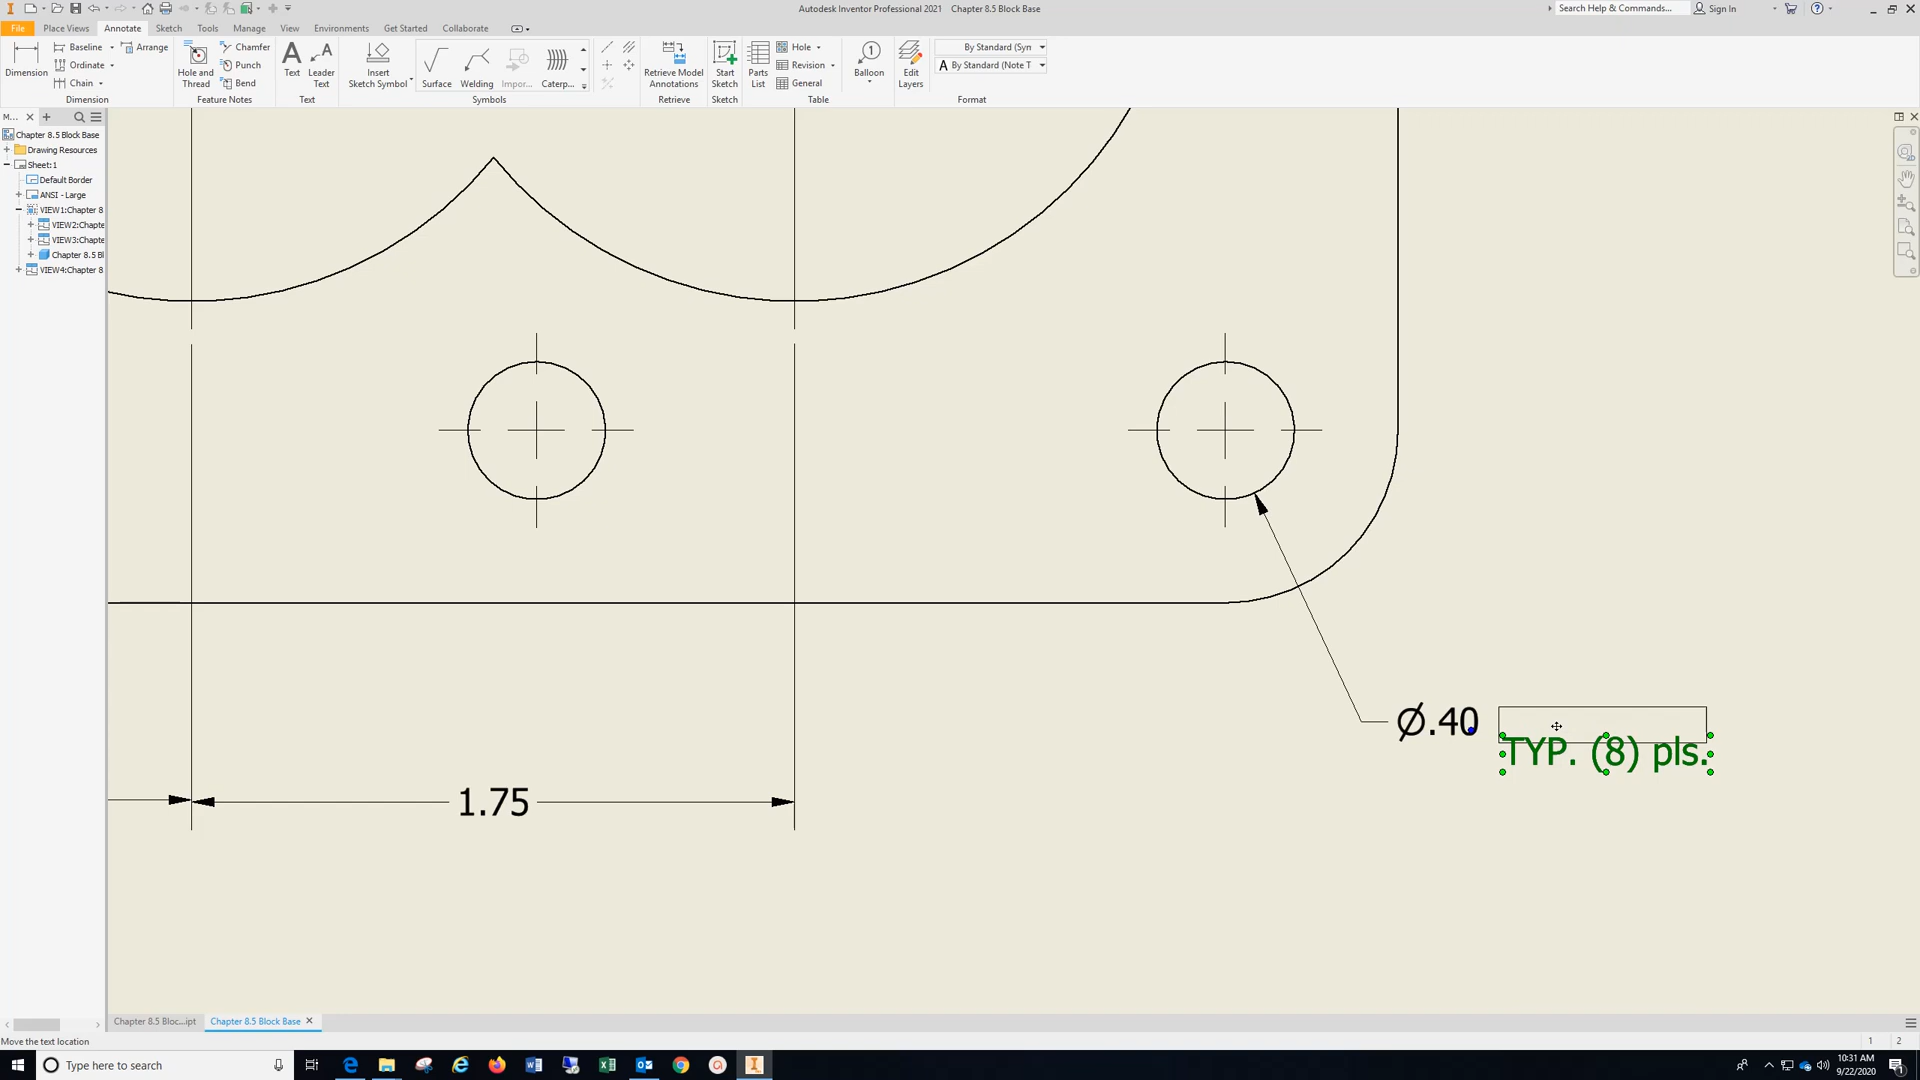 Autodesk Inventor Professional 2021 Chapter 8.5 Block Base
Search Help & Commands...
Sign In
File
Place Views
Annotate
Sketch
Tools
Manage
View
Environments
Get Started
Collaborate
Dimension
Baseline
Ordinate
Chain
Arrange
Dimension
Hole and Thread
Chamfer
Punch
Bend
Feature Notes
Text
Leader Text
Text
Insert Sketch Symbol
Surface
Welding
Impor...
Caterp...
Symbols
Retrieve Model Annotations
Retrieve
Start Sketch
Sketch
Parts List
Hole
Revision
General
Table
Balloon
Edit Layers
By Standard (Syn
A By Standard (Note T
Format
M...
Chapter 8.5 Block Base
Drawing Resources
Sheet:1
Default Border
ANSI - Large
VIEW1:Chapter 8
VIEW2:Chapte
VIEW3:Chapte
Chapter 8.5 Bl
VIEW4:Chapter 8
Ø.40
TYP. (8) pls.
1.75
Chapter 8.5 Bloc...ipt
Chapter 8.5 Block Base
Move the text location
1 2
Type here to search
10:31 AM
9/22/2020